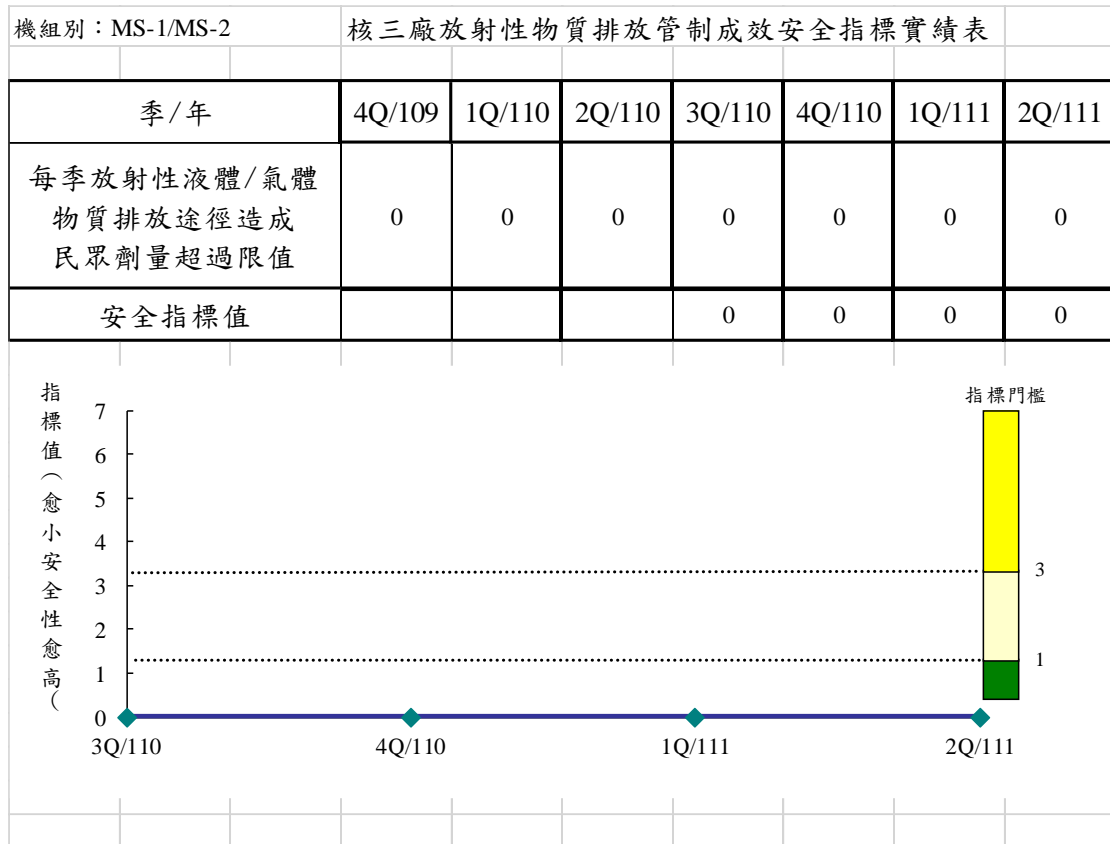 機組別：MS-1/MS-2 核三廠放射性物質排放管制成效安全指標實績表
季/年 4Q/109 1Q/110 2Q/110 3Q/110 4Q/110 1Q/111 2Q/111
每季放射性液體/氣體
物質排放途徑造成
民眾劑量超過限值
0 0 0 0 0 0 0
安全指標值 0 0 0 0
指標值（愈小安全性愈高（
指標門檻
7
6
5
4
3
2
1
0
3
1
3Q/110 4Q/110 1Q/111 2Q/111